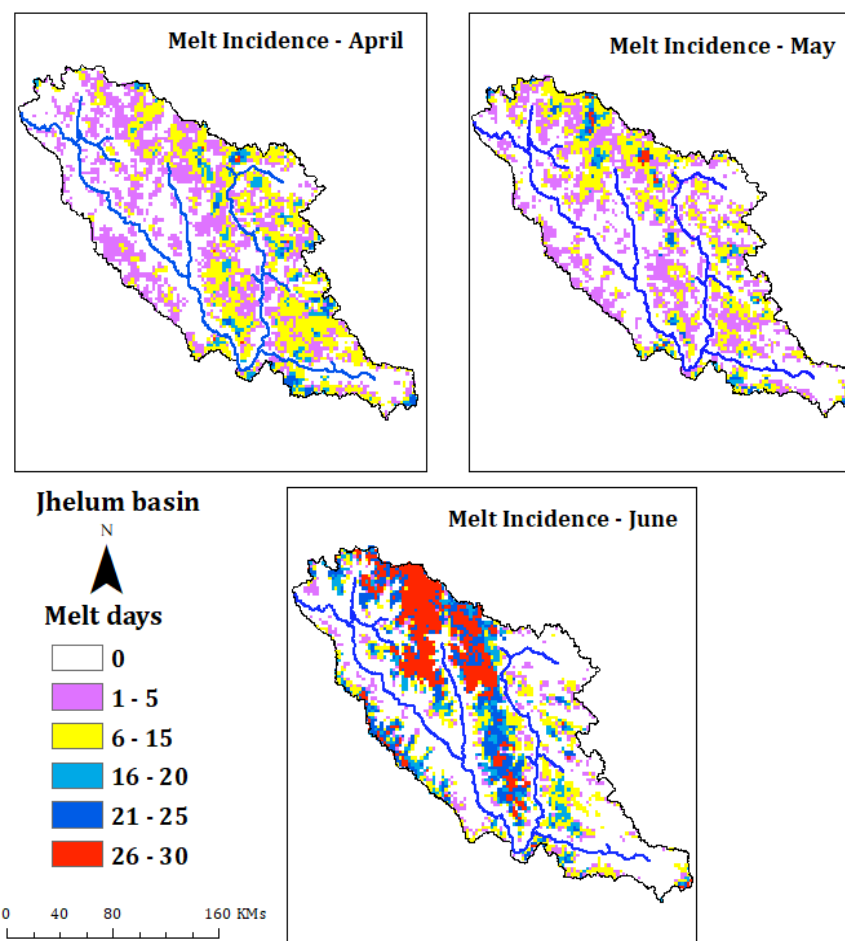 Melt Incidence - April
Melt Incidence - May
Jhelum basin
N
Melt days
0
1 - 5
6 - 15
16 - 20
21 - 25
26 - 30
0 40 80 160 KMs
Melt Incidence - June